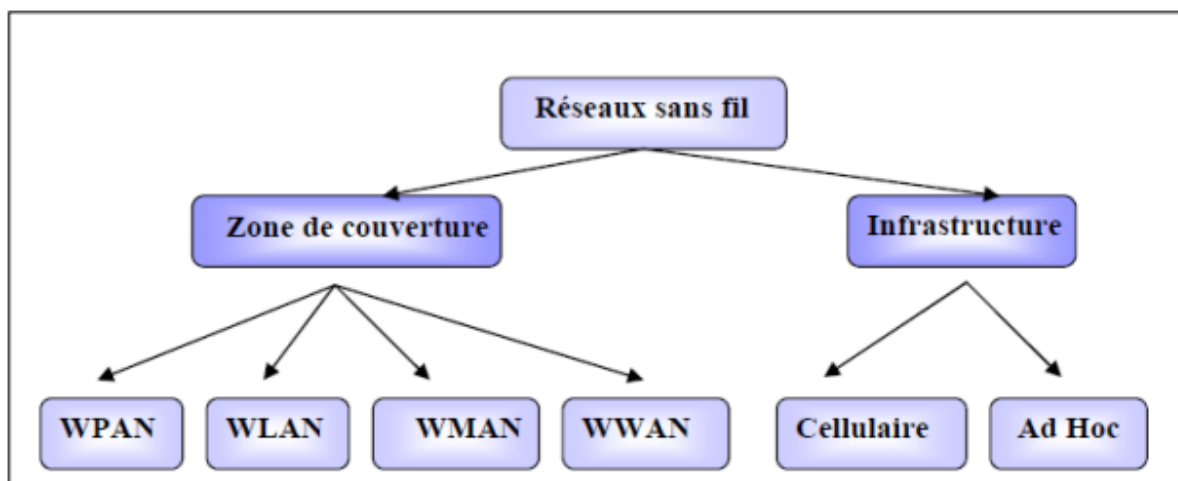 Réseaux sans fil
Zone de couverture
Infrastructure
WPAN
WLAN
WMAN
WWAN
Cellulaire
Ad Hoc